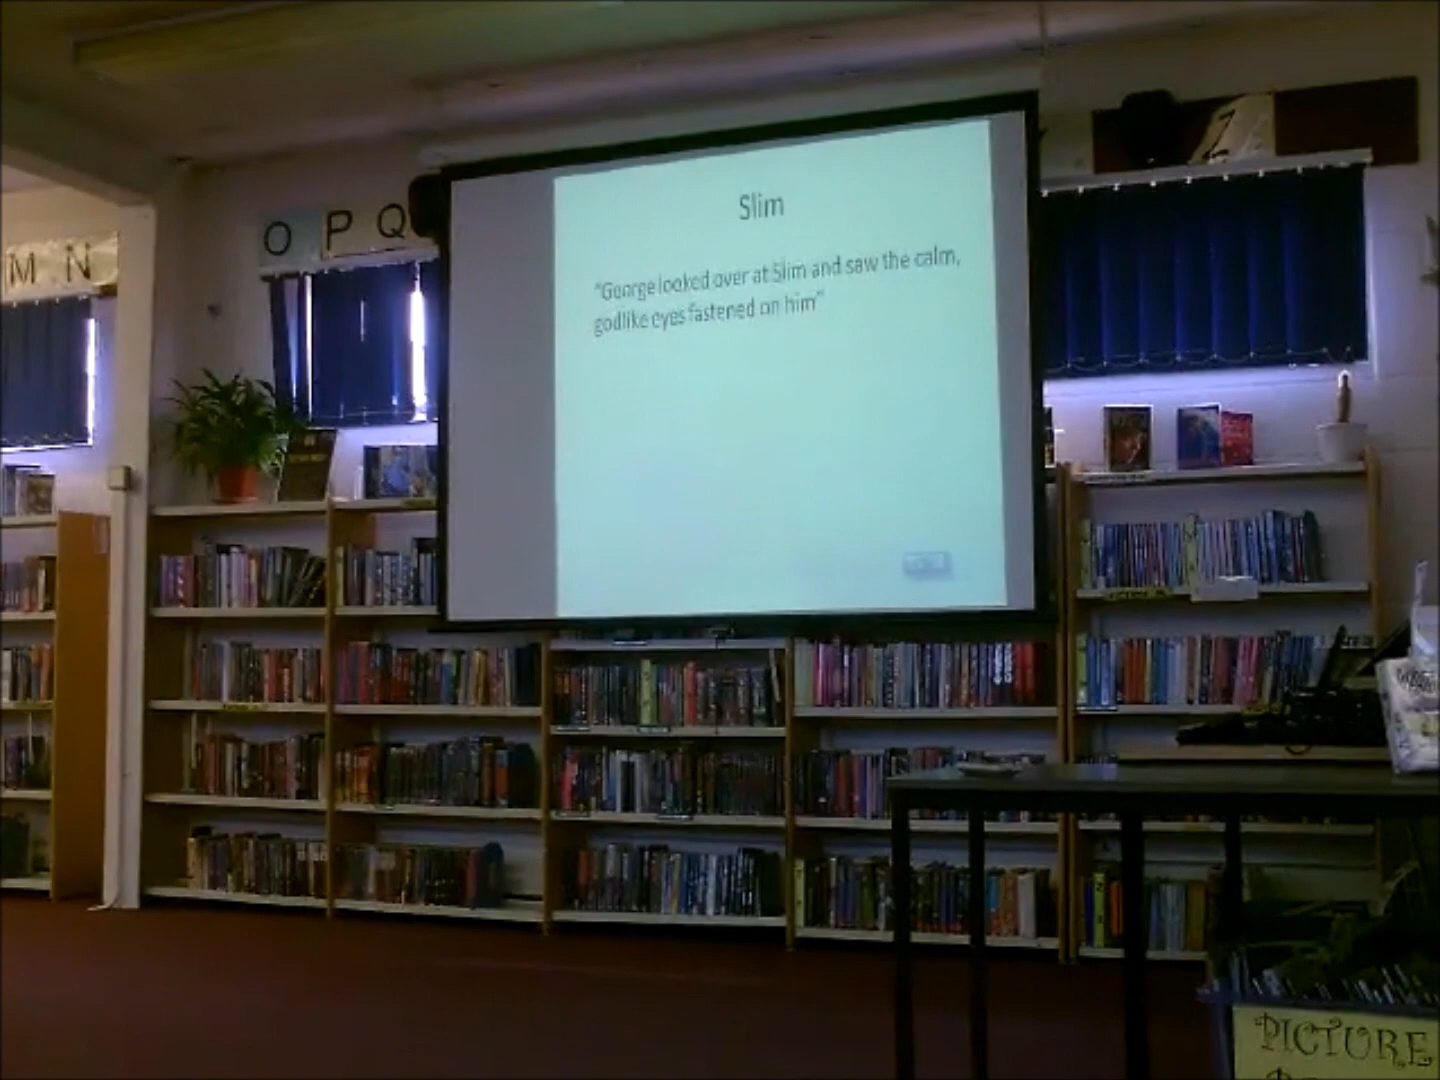 Slim
"George looked over at Slim and saw the calm,
godlike eyes fastened on him"
O P Q
M N
Z
PICTURE